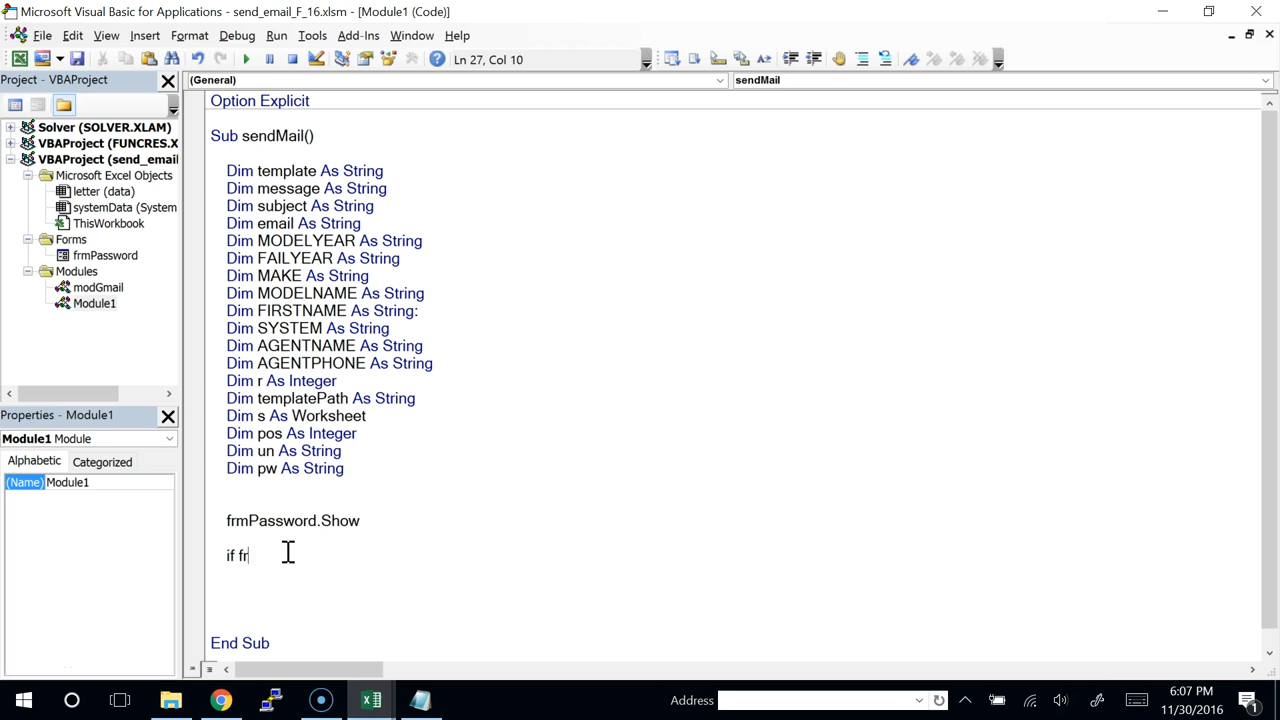 Microsoft Visual Basic for Applications - send_email_F_16.xlsm - [Module1 (Code)]
File Edit View Insert Format Debug Run Tools Add-Ins Window Help
Ln 27, Col 10
Project - VBAProject
(General)
sendMail
Solver (SOLVER.XLAM)
VBAProject (FUNCRES.X
VBAProject (send_email
Microsoft Excel Objects
letter (data)
systemData (System
ThisWorkbook
Forms
frmPassword
Modules
modGmail
Module1
Properties - Module1
Module1 Module
Alphabetic Categorized
(Name) Module1
Option Explicit
Sub sendMail()
Dim template As String
Dim message As String
Dim subject As String
Dim email As String
Dim MODELYEAR As String
Dim FAILYEAR As String
Dim MAKE As String
Dim MODELNAME As String
Dim FIRSTNAME As String:
Dim SYSTEM As String
Dim AGENTNAME As String
Dim AGENTPHONE As String
Dim r As Integer
Dim templatePath As String
Dim s As Worksheet
Dim pos As Integer
Dim un As String
Dim pw As String
frmPassword.Show
if fr
End Sub
Address
6:07 PM
11/30/2016
1